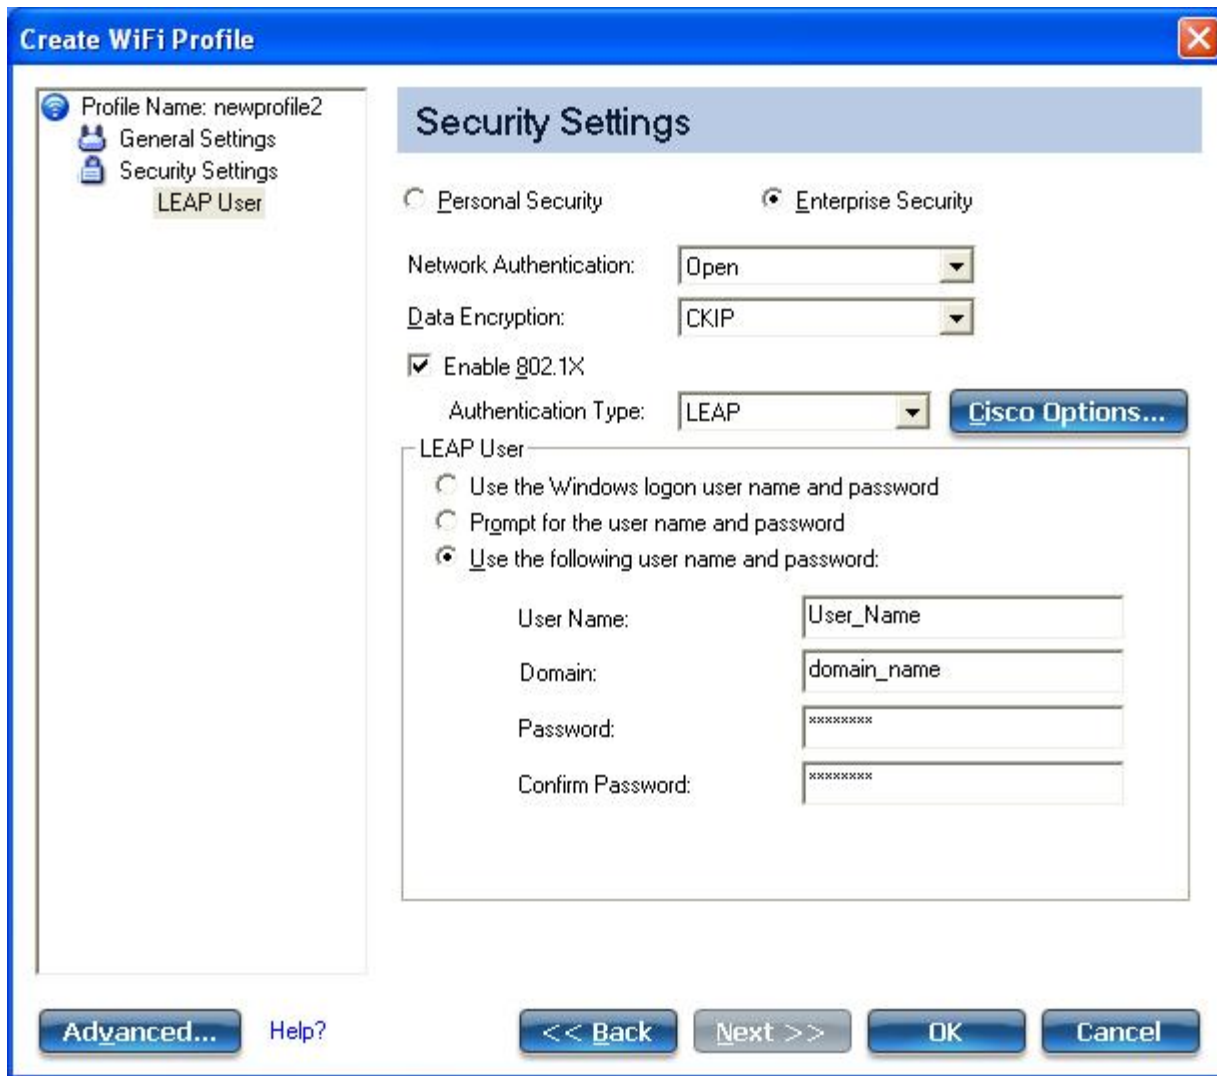 Create WiFi Profile
Profile Name: newprofile2
General Settings
Security Settings
LEAP User
Security Settings
Personal Security
Enterprise Security
Network Authentication:
Open
Data Encryption:
CKIP
Enable 802.1X
Authentication Type:
LEAP
Cisco Options...
LEAP User
Use the Windows logon user name and password
Prompt for the user name and password
Use the following user name and password:
User Name:
User_Name
Domain:
domain_name
Password:
********
Confirm Password:
********
Advanced...
Help?
<< Back
Next >>
OK
Cancel